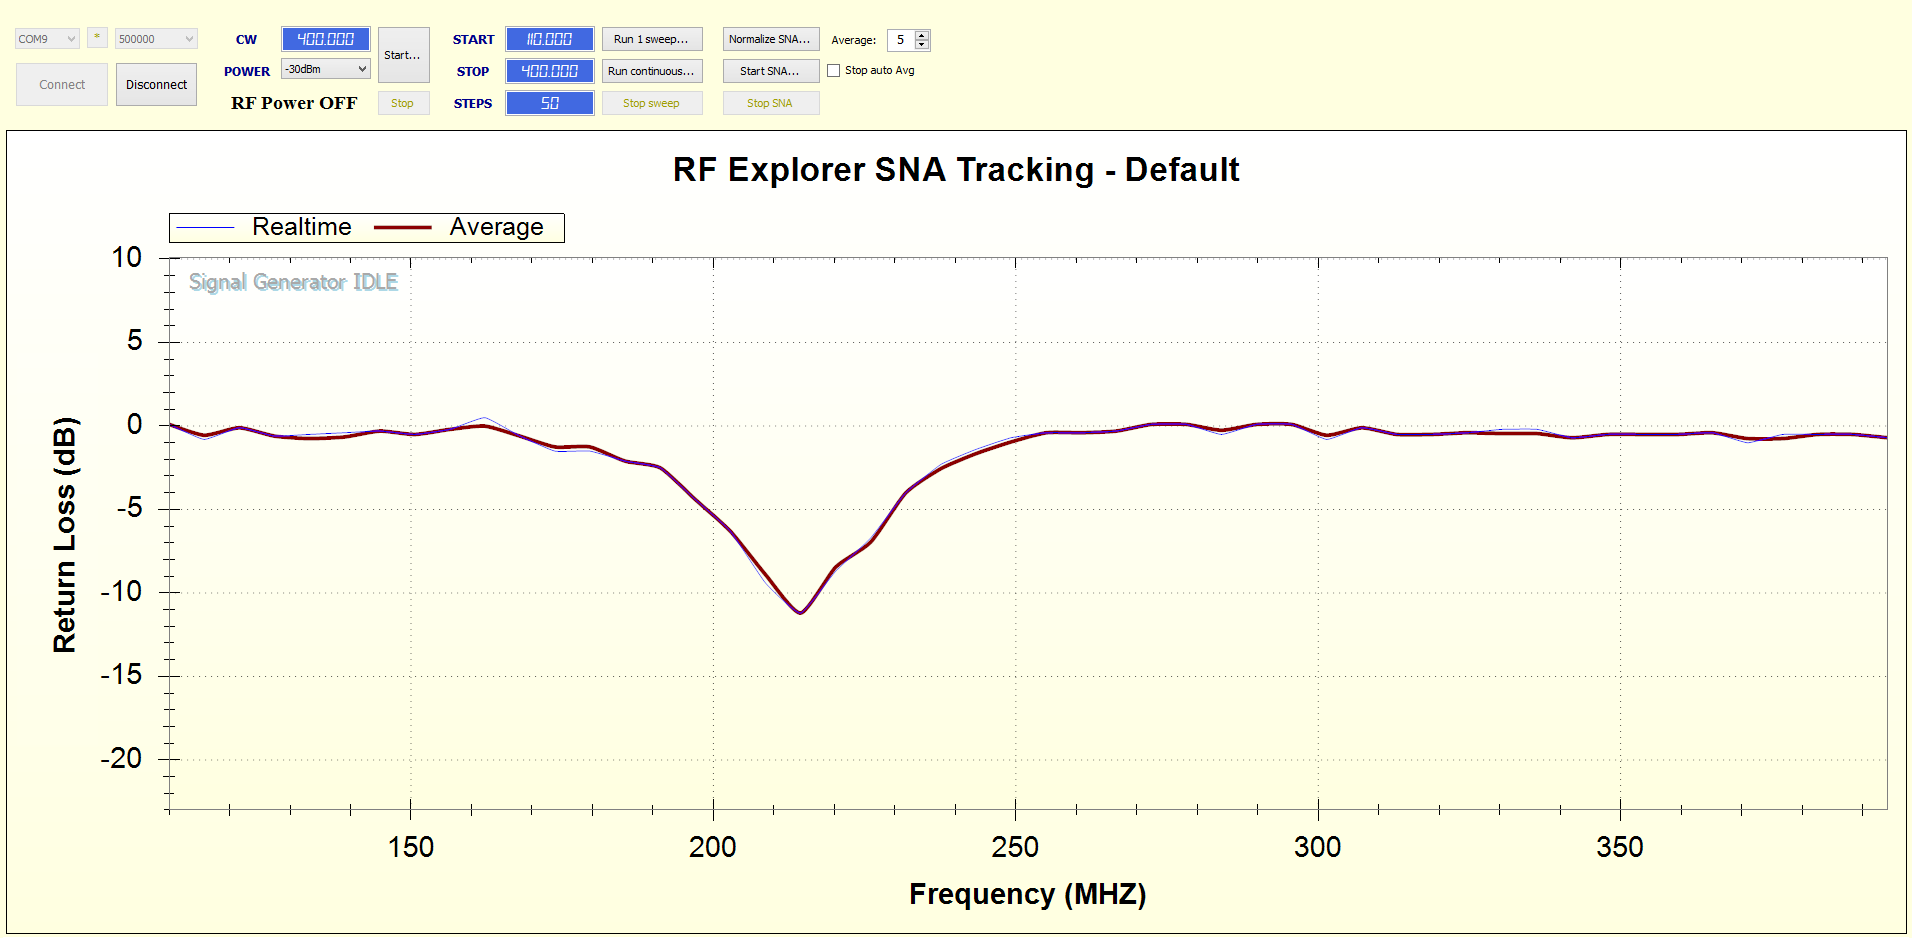 COM9 * 500000
Connect Disconnect
CW 400.000
POWER -30dBm
RF Power OFF
Start...
Stop
START 110.000
STOP 400.000
STEPS 50
Run 1 sweep...
Run continuous...
Stop sweep
Normalize SNA...
Start SNA...
Stop SNA
Average: 5
Stop auto Avg
RF Explorer SNA Tracking - Default
Realtime Average
Signal Generator IDLE
Return Loss (dB)
10
5
0
-5
-10
-15
-20
150 200 250 300 350
Frequency (MHZ)